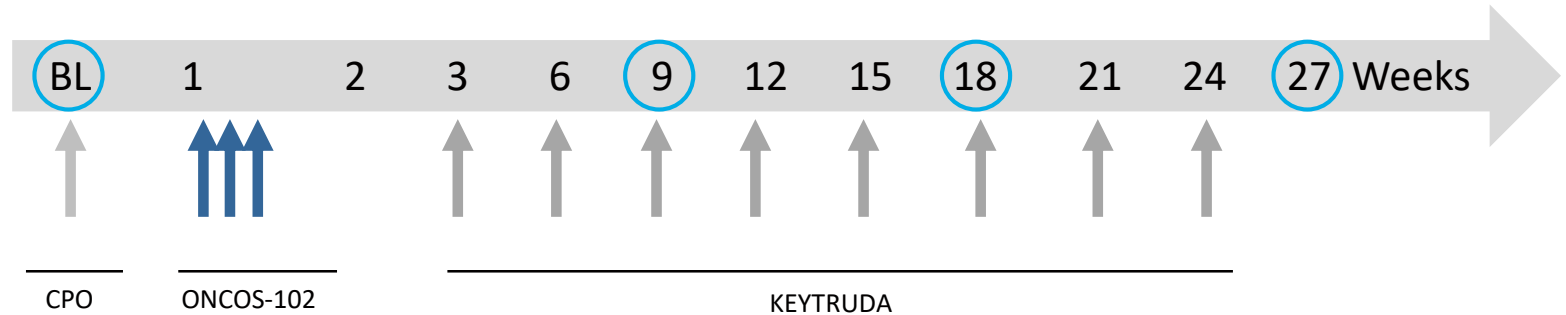 BL 1 2 3 6 9 12 15 18 21 24 27 Weeks
CPO ONCOS-102 KEYTRUDA